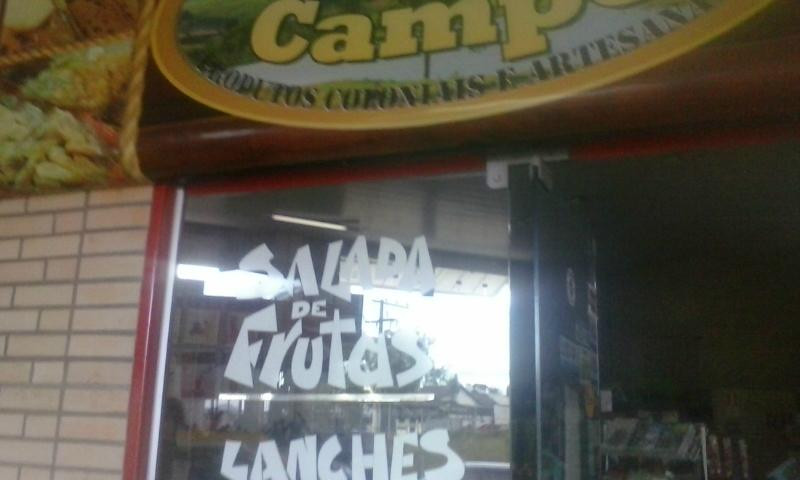 Campo
PRODUTOS COLONIAIS E ARTESANA
SALADA
DE
Frutas
LANCHES